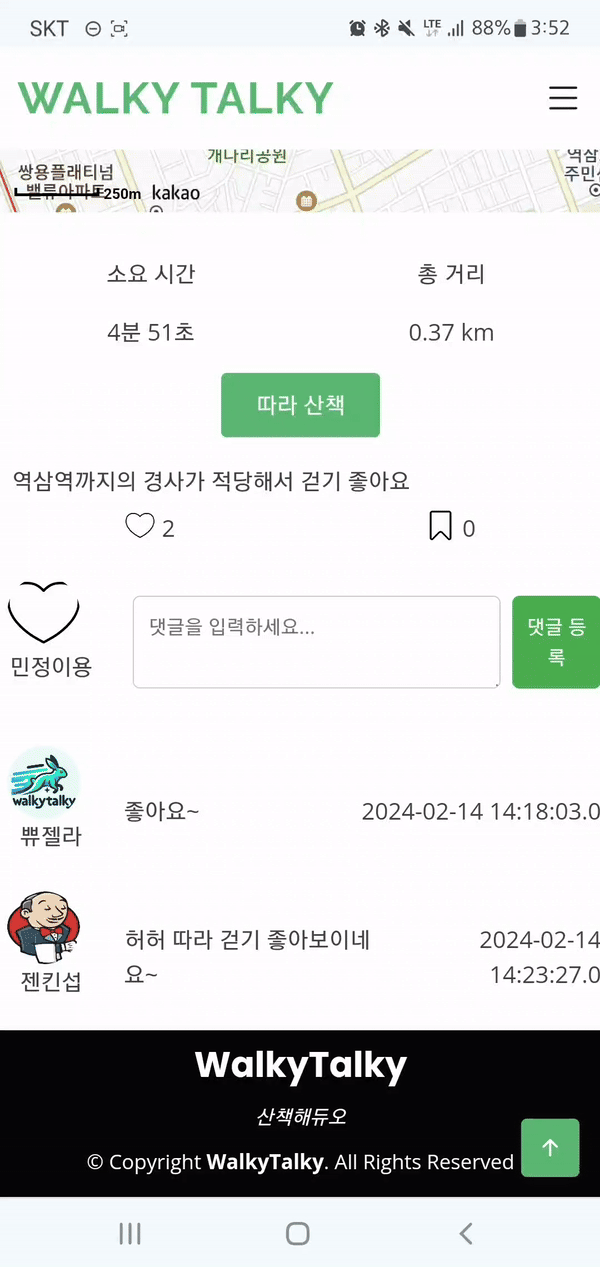 SKT
LTE
88%
3:52
WALKY TALKY
개나리공원
쌍용플래티넘
밸류아파트
250m
kakao
역삼
주민
소요 시간
총 거리
4분 51초
0.37 km
따라 산책
역삼역까지의 경사가 적당해서 걷기 좋아요
2
0
민정이용
댓글을 입력하세요...
댓글 등
록
walkytalky
쀼젤라
좋아요~
2024-02-14 14:18:03.0
젠킨섭
허허 따라 걷기 좋아보이네
요~
2024-02-14
14:23:27.0
WalkyTalky
산책해듀오
© Copyright WalkyTalky. All Rights Reserved